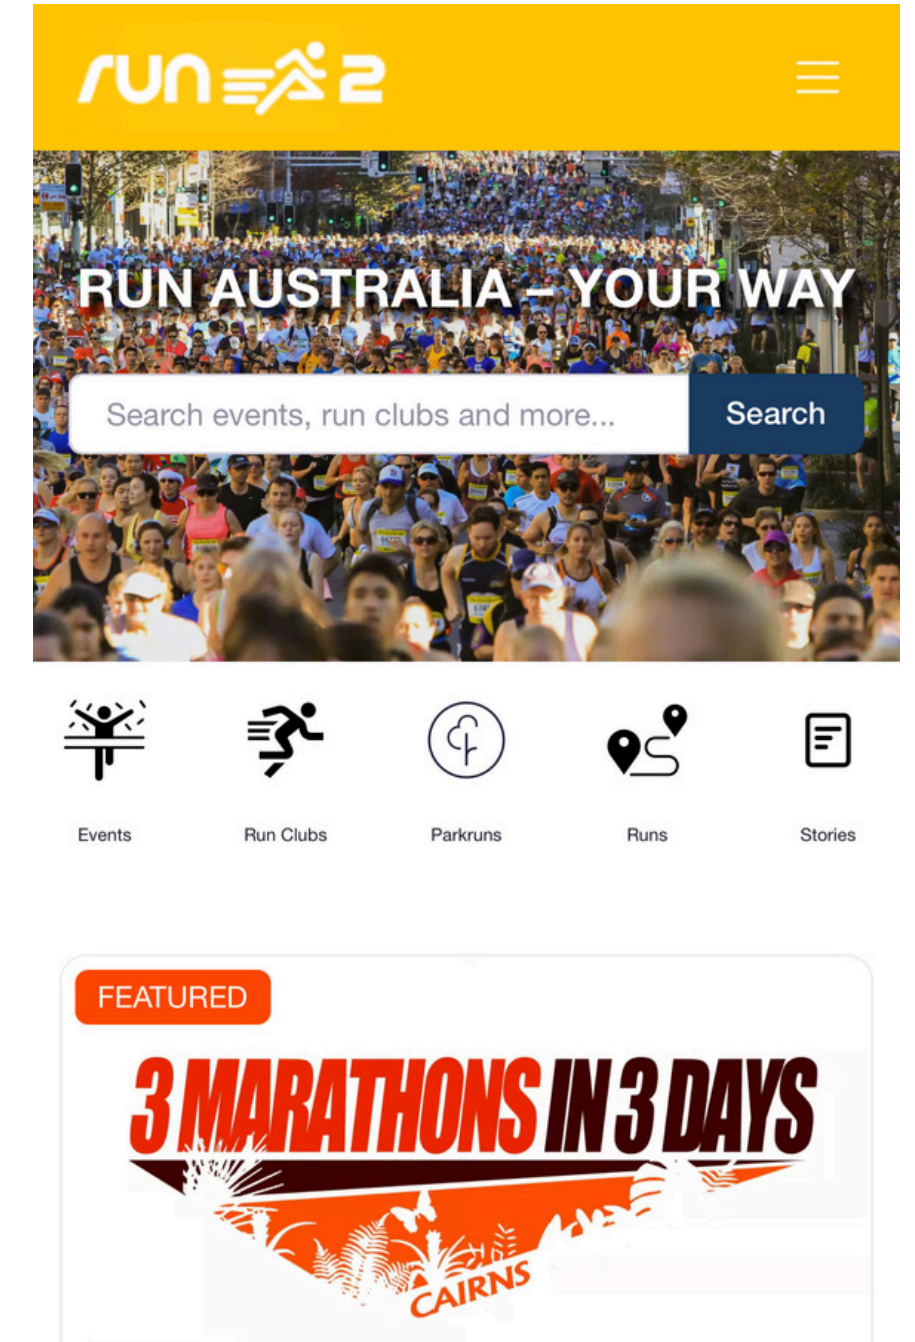 run 2
RUN AUSTRALIA – YOUR WAY
Search events, run clubs and more...
Search
Events
Run Clubs
Parkruns
Runs
Stories
FEATURED
3 MARATHONS IN 3 DAYS
CAIRNS